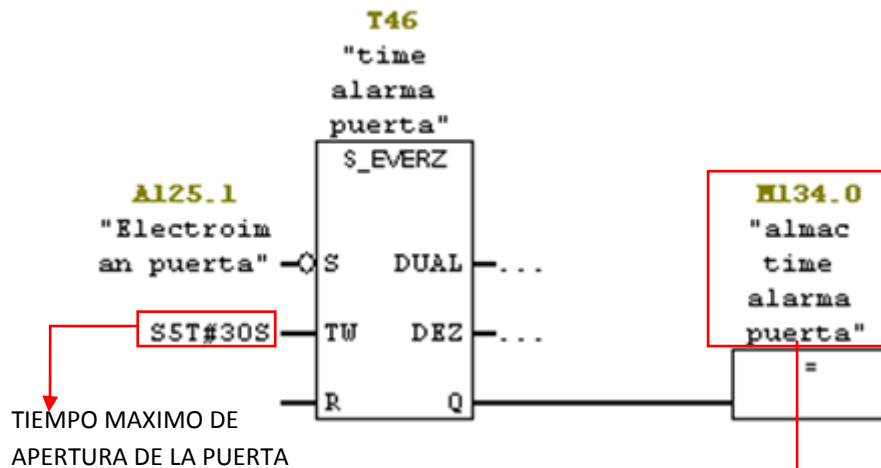 T46
"time
alarma
puerta"
S_EVERZ
A125.1
"Electroim
an puerta"
S
DUAL
...
S5T#30S
TW
DEZ
...
R
Q
M134.0
"almac
time
alarma
puerta"
=
TIEMPO MAXIMO DE
APERTURA DE LA PUERTA